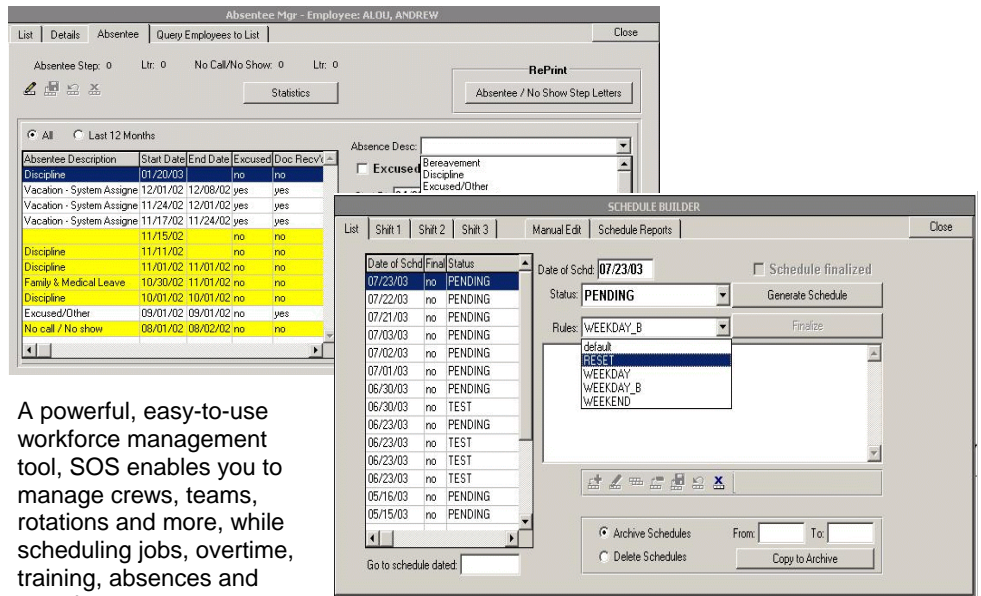 Absentee Mgr - Employee: ALOU, ANDREW
List Details Absentee Query Employees to List Close
Absentee Step: 0 Ltr: 0 No Call/No Show: 0 Ltr: 0
RePrint
Statistics Absentee / No Show Step Letters
All Last 12 Months
Absence Desc:
Absentee Description Start Date End Date Excused Doc Recv'd
Discipline 01/20/03 no no
Vacation - System Assigne 12/01/02 12/08/02 yes yes
Vacation - System Assigne 11/24/02 12/01/02 yes yes
Vacation - System Assigne 11/17/02 11/24/02 yes yes
11/15/02 no no
Discipline 11/11/02 no no
Discipline 11/01/02 11/01/02 no no
Family & Medical Leave 10/30/02 11/01/02 no no
Discipline 10/01/02 10/01/02 no no
Excused/Other 09/01/02 09/01/02 no yes
No call / No show 08/01/02 08/02/02 no no
Excused
Bereavement
Discipline
Excused/Other
SCHEDULE BUILDER
List Shift 1 Shift 2 Shift 3 Manual Edit Schedule Reports Close
Date of Schd Final Status
07/23/03 no PENDING
07/22/03 no PENDING
07/21/03 no PENDING
07/03/03 no PENDING
07/02/03 no PENDING
07/01/03 no PENDING
06/30/03 no PENDING
06/30/03 no TEST
06/23/03 no PENDING
06/23/03 no TEST
06/23/03 no TEST
06/23/03 no TEST
05/16/03 no PENDING
05/15/03 no PENDING
Go to schedule dated:
Date of Schd: 07/23/03 Schedule finalized
Status: PENDING Generate Schedule
Rules: WEEKDAY_B Finalize
default
RESET
WEEKDAY
WEEKDAY_B
WEEKEND
Archive Schedules From: To:
Delete Schedules Copy to Archive
A powerful, easy-to-use
workforce management
tool, SOS enables you to
manage crews, teams,
rotations and more, while
scheduling jobs, overtime,
training, absences and